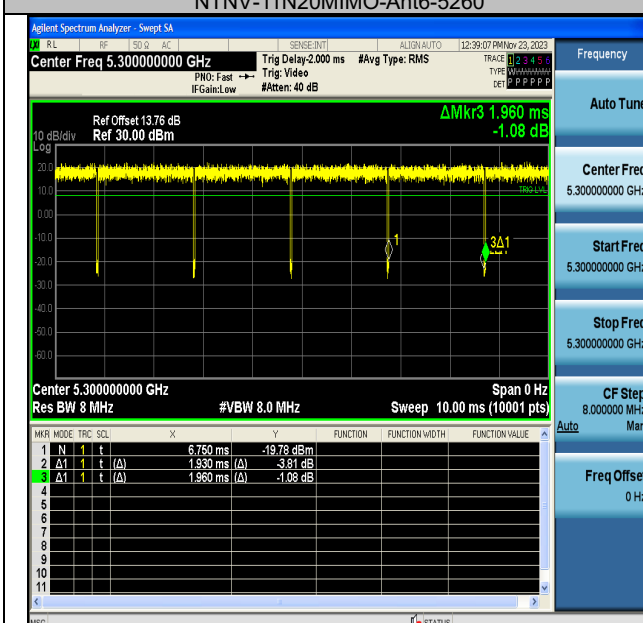 NTNV-11N20MIMO-Ant6-5260
Agilent Spectrum Analyzer - Swept SA
LXI RL RF 50 Ω AC SENSE:INT ALIGN AUTO 12:39:07 PM Nov 23, 2023
Center Freq 5.300000000 GHz
Trig Delay-2.000 ms #Avg Type: RMS
TRACE 1 2 3 4 5 6
PNO: Fast Trig: Video
TYPE
IFGain:Low #Atten: 40 dB
DET P P P P P P
Frequency
Auto Tune
ΔMkr3 1.960 ms
-1.08 dB
Ref Offset 13.76 dB
10 dB/div Ref 30.00 dBm
Log
20.0
10.0
0.00
-10.0
-20.0
-30.0
-40.0
-50.0
-60.0
TRIG LVL
1
3Δ1
Center Freq
5.300000000 GHz
Start Freq
5.300000000 GHz
Stop Freq
5.300000000 GHz
CF Step
8.000000 MHz
Auto Man
Freq Offset
0 Hz
Center 5.300000000 GHz Span 0 Hz
Res BW 8 MHz #VBW 8.0 MHz Sweep 10.00 ms (10001 pts)
MKR MODE TRC SCL X Y FUNCTION FUNCTION WIDTH FUNCTION VALUE
1 N 1 t 6.750 ms -19.78 dBm
2 Δ1 1 t (Δ) 1.930 ms (Δ) -3.81 dB
3 Δ1 1 t (Δ) 1.960 ms (Δ) -1.08 dB
4
5
6
7
8
9
10
11
MSG STATUS